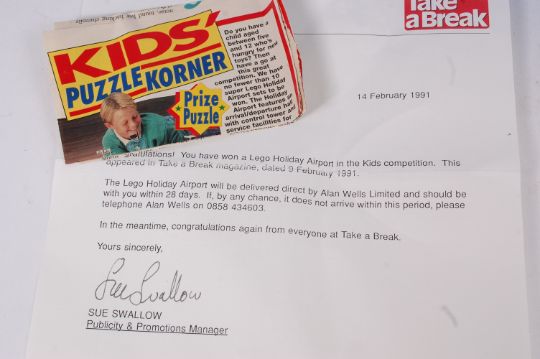 Take
a Break
KIDS'
PUZZLE KORNER
Prize
Puzzle
Do you have a
child aged
between five
and 12 who's
hungry for new
toys? Then
have a go at
this great
competition. We have
no fewer than 10
super Lego Holiday
Airport sets to be
won. The Holiday
Airport features an
arrival/departure hall
with control tower and
service facilities for
14 February 1991
You have won a Lego Holiday Airport in the Kids competition. This
appeared in Take a Break magazine, dated 9 February 1991.
The Lego Holiday Airport will be delivered direct by Alan Wells Limited and should be
with you within 28 days. If, by any chance, it does not arrive within this period, please
telephone Alan Wells on 0858 434603.
In the meantime, congratulations again from everyone at Take a Break.
Yours sincerely,
Sue Swallow
SUE SWALLOW
Publicity & Promotions Manager